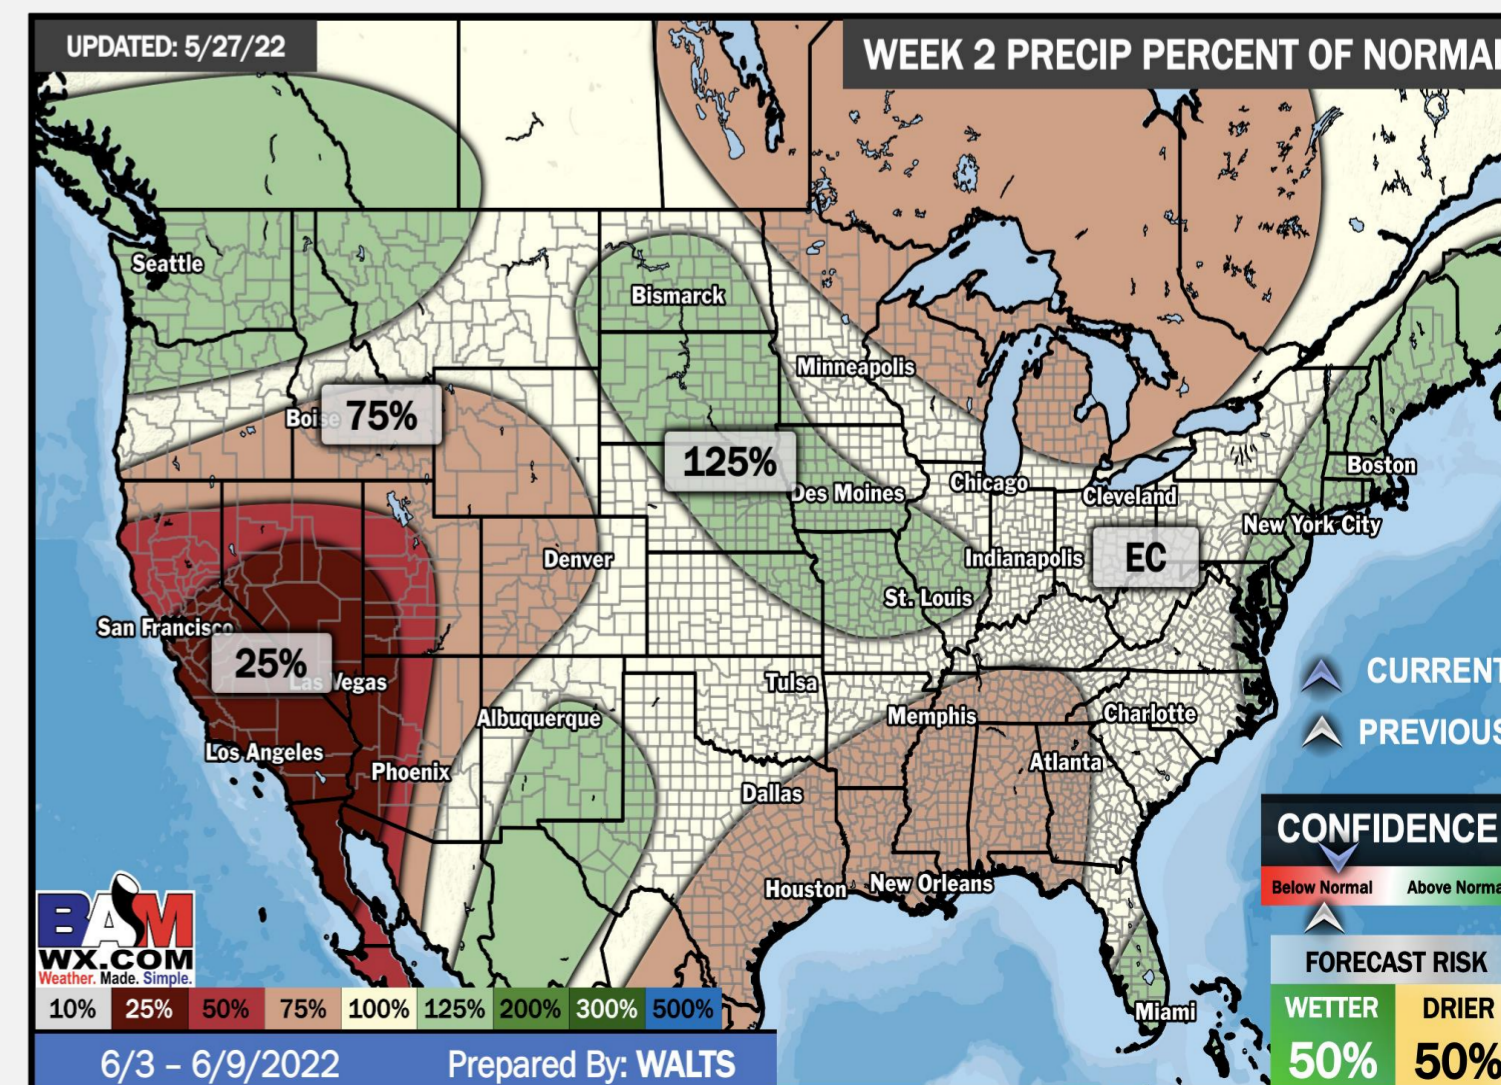 UPDATED: 5/27/22
WEEK 2 PRECIP PERCENT OF NORMAL
Seattle
Bismarck
Minneapolis
Boise
75%
125%
Des Moines
Chicago
Cleveland
Boston
New York City
Denver
Indianapolis
EC
St. Louis
San Francisco
25%
Las Vegas
Tulsa
CURRENT
Albuquerque
Memphis
Charlotte
PREVIOUS
Los Angeles
Phoenix
Atlanta
Dallas
CONFIDENCE
Houston
New Orleans
Below Normal Above Normal
BAM
WX.COM
Weather. Made. Simple.
FORECAST RISK
10% 25% 50% 75% 100% 125% 200% 300% 500%
Miami
WETTER DRIER
50% 50%
6/3 – 6/9/2022 Prepared By: WALTS